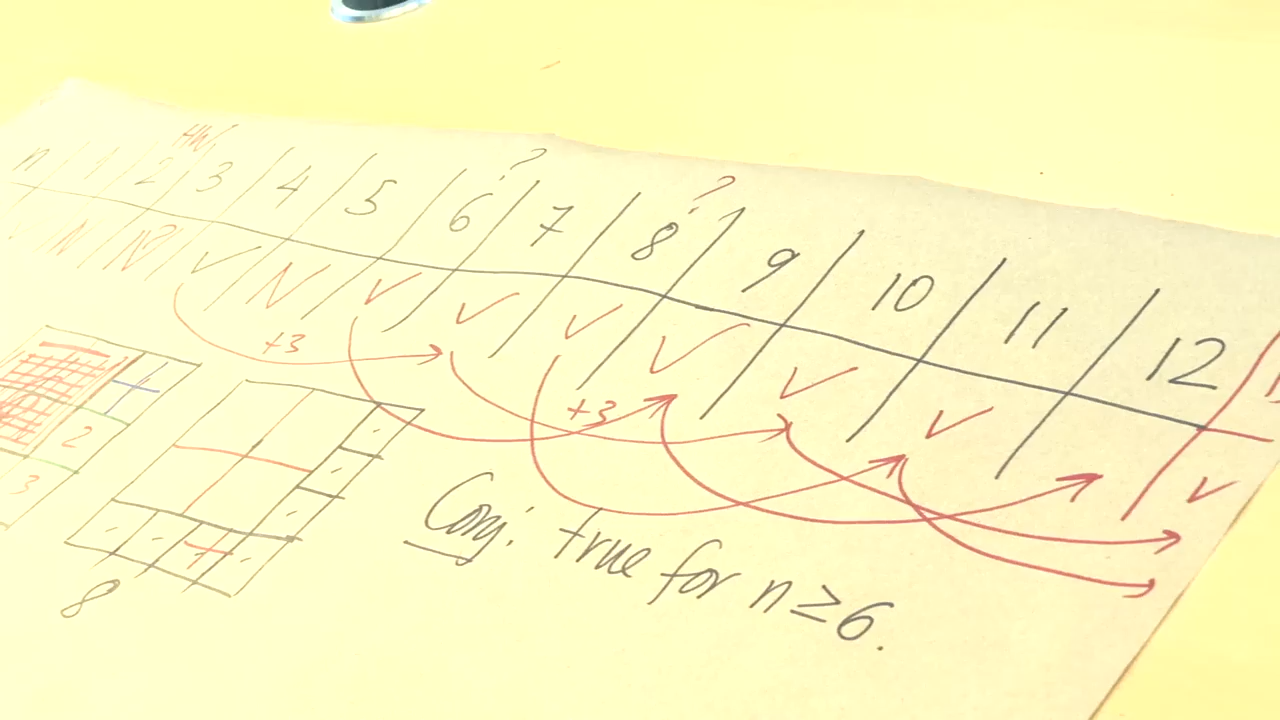 n 1 2 3 4 5 6? 7 8? 9 10 11 12
N N? ✓ N ✓ ✓ ✓ ✓ ✓ ✓ ✓
+3 +3
2
3
8
Conj: true for n ≥ 6.